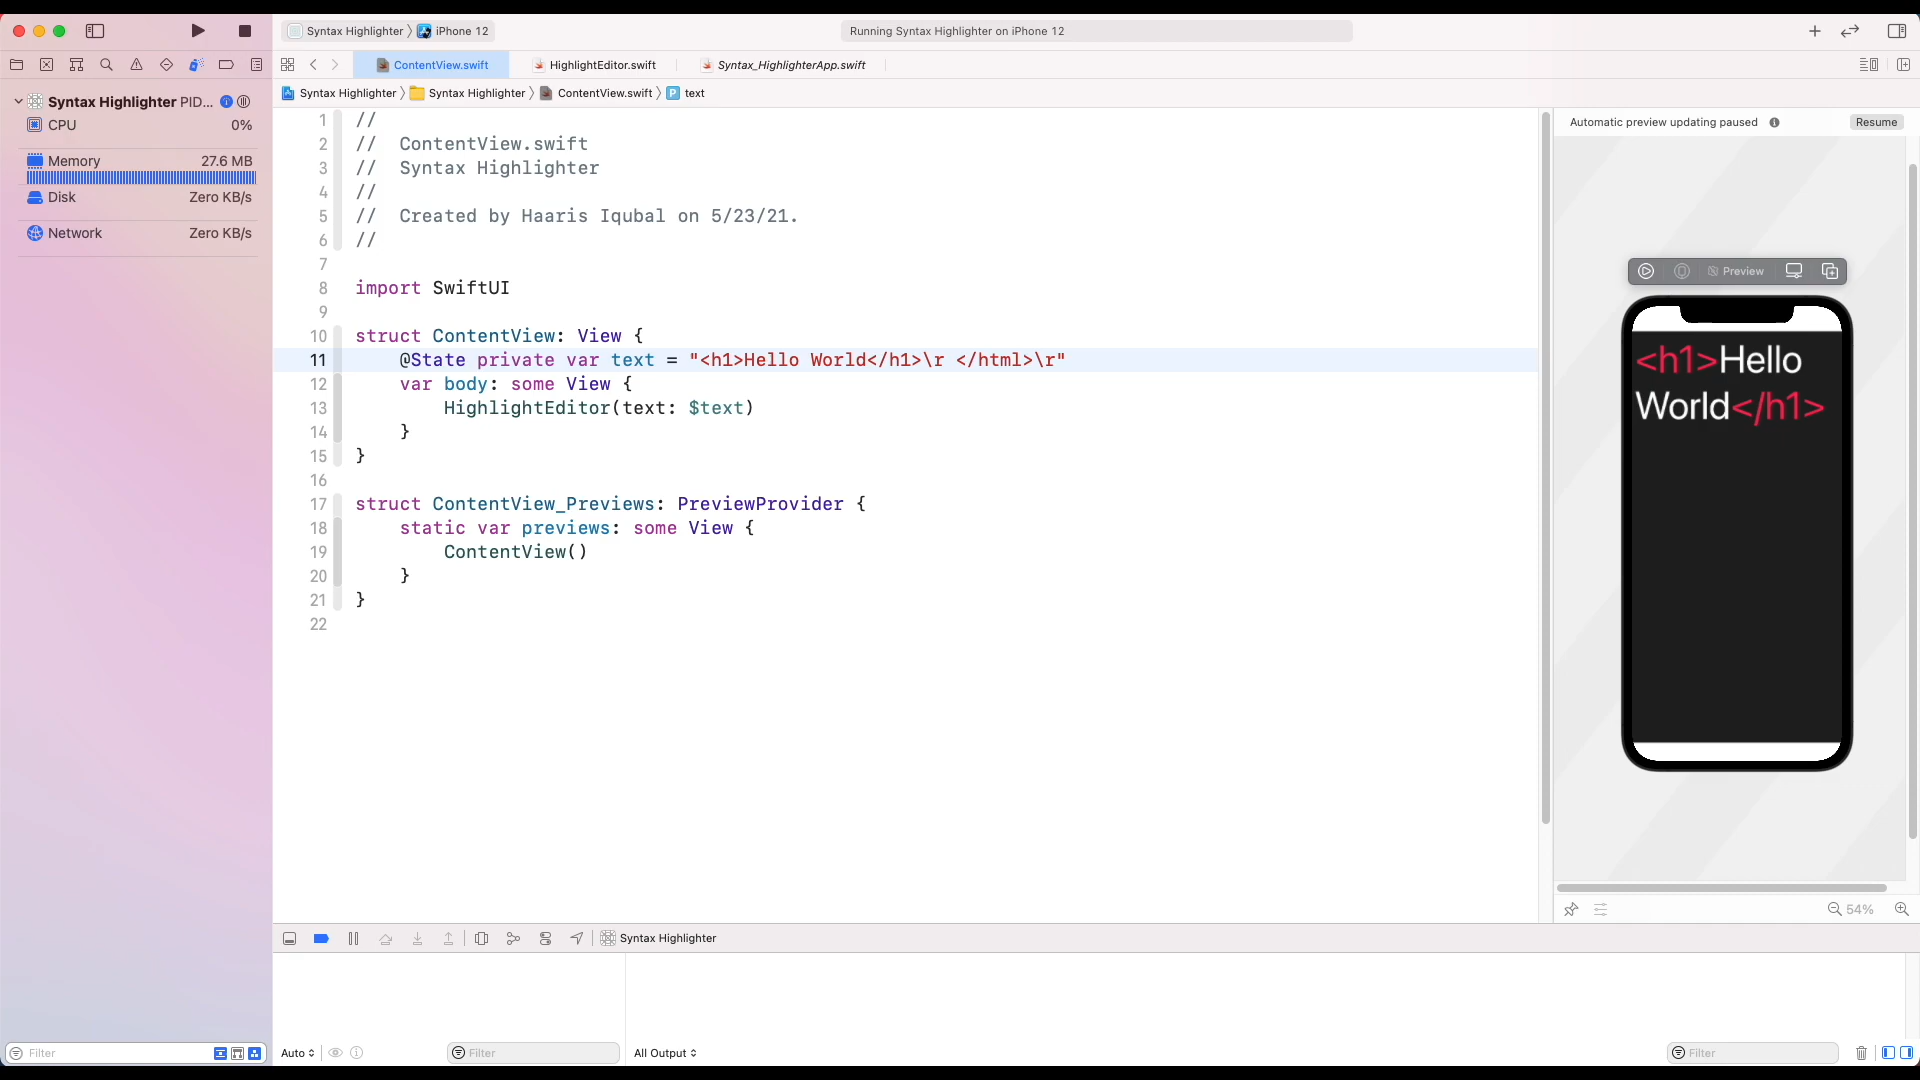 Syntax Highlighter 〉 iPhone 12
Running Syntax Highlighter on iPhone 12
ContentView.swift
HighlightEditor.swift
Syntax_HighlighterApp.swift
Syntax Highlighter 〉 Syntax Highlighter 〉 ContentView.swift 〉 P text
Syntax Highlighter PID...
CPU 0%
Memory 27.6 MB
Disk Zero KB/s
Network Zero KB/s
Filter
1 //
2 //  ContentView.swift
3 //  Syntax Highlighter
4 //
5 //  Created by Haaris Iqubal on 5/23/21.
6 //
7
8 import SwiftUI
9
10 struct ContentView: View {
11     @State private var text = "<h1>Hello World</h1>\r </html>\r"
12     var body: some View {
13         HighlightEditor(text: $text)
14     }
15 }
16
17 struct ContentView_Previews: PreviewProvider {
18     static var previews: some View {
19         ContentView()
20     }
21 }
22
Automatic preview updating paused
Resume
Preview
<h1>Hello
World</h1>
54%
Syntax Highlighter
Auto
Filter
All Output
Filter